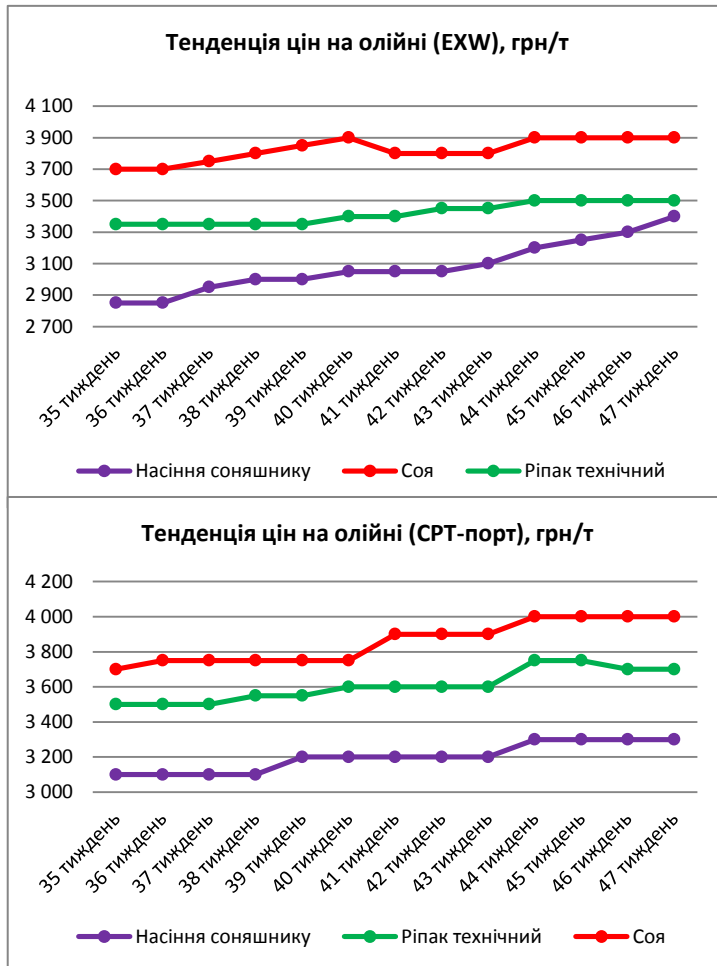 Тенденція цін на олійні (EXW), грн/т
4 100
3 900
3 700
3 500
3 300
3 100
2 900
2 700
35 тиждень
36 тиждень
37 тиждень
38 тиждень
39 тиждень
40 тиждень
41 тиждень
42 тиждень
43 тиждень
44 тиждень
45 тиждень
46 тиждень
47 тиждень
Насіння соняшнику Соя Ріпак технічний
Тенденція цін на олійні (CPT-порт), грн/т
4 200
4 000
3 800
3 600
3 400
3 200
3 000
35 тиждень
36 тиждень
37 тиждень
38 тиждень
39 тиждень
40 тиждень
41 тиждень
42 тиждень
43 тиждень
44 тиждень
45 тиждень
46 тиждень
47 тиждень
Насіння соняшнику Ріпак технічний Соя